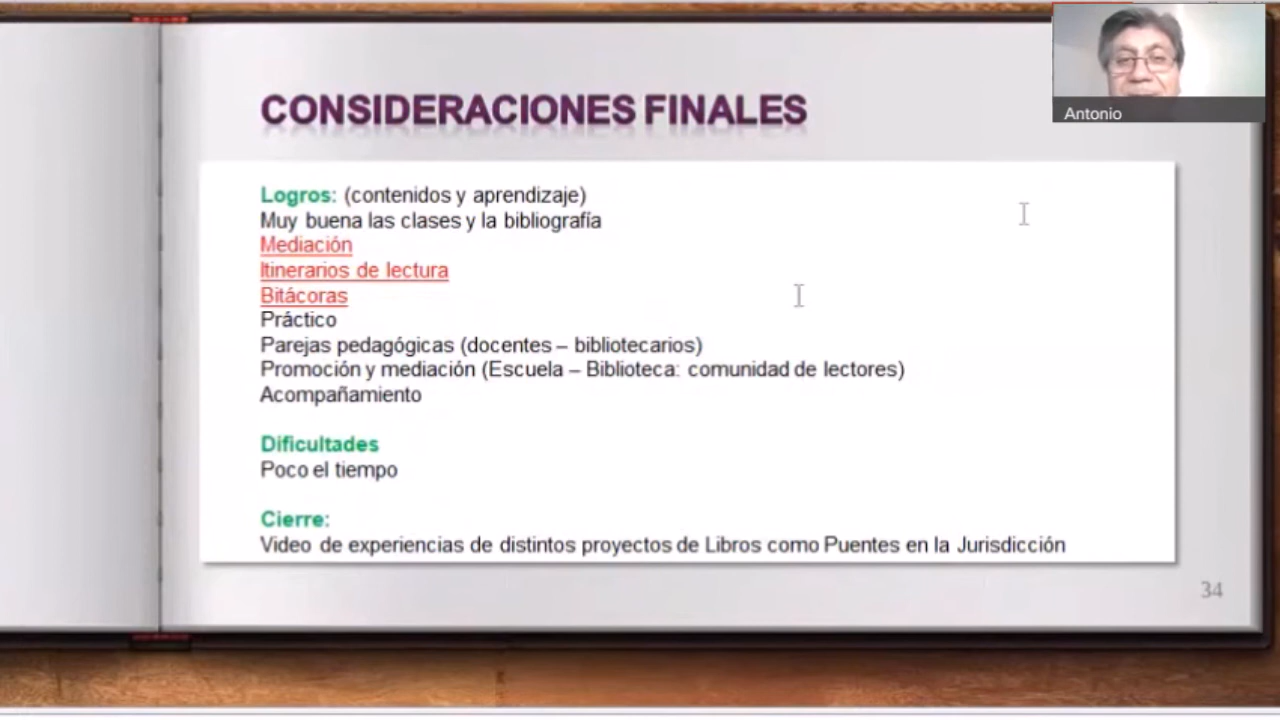 CONSIDERACIONES FINALES
Antonio
Logros: (contenidos y aprendizaje)
Muy buena las clases y la bibliografía
Mediación
Itinerarios de lectura
Bitácoras
Práctico
Parejas pedagógicas (docentes – bibliotecarios)
Promoción y mediación (Escuela – Biblioteca: comunidad de lectores)
Acompañamiento
Dificultades
Poco el tiempo
Cierre:
Video de experiencias de distintos proyectos de Libros como Puentes en la Jurisdicción
34